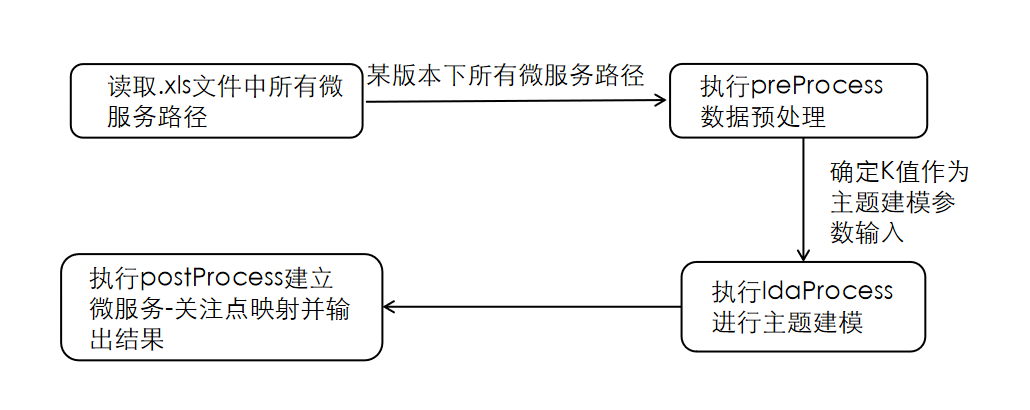 读取.xls文件中所有微
服务路径
某版本下所有微服务路径
执行preProcess
数据预处理
确定K值作为
主题建模参
数输入
执行ldaProcess
进行主题建模
执行postProcess建立
微服务-关注点映射并输
出结果